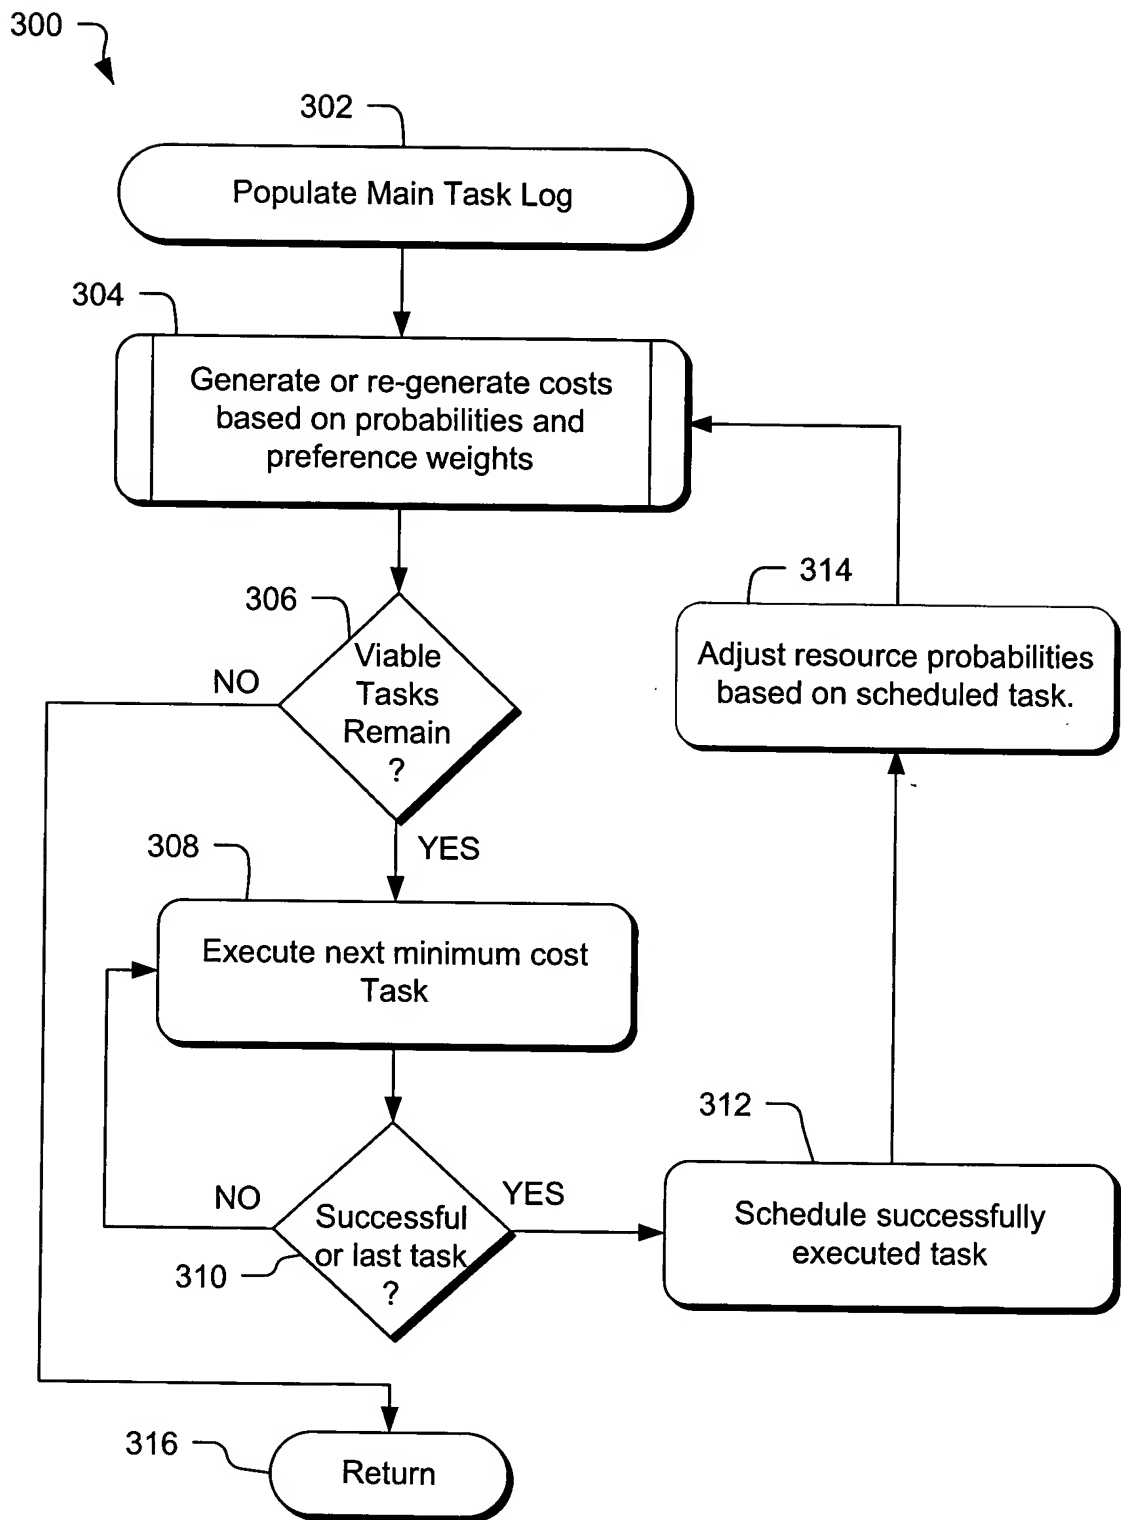 300
302
Populate Main Task Log
304
Generate or re-generate costs
based on probabilities and
preference weights
306
Viable
Tasks
Remain
?
NO
YES
314
Adjust resource probabilities
based on scheduled task.
308
Execute next minimum cost
Task
310
Successful
or last task
?
NO
YES
312
Schedule successfully
executed task
316
Return